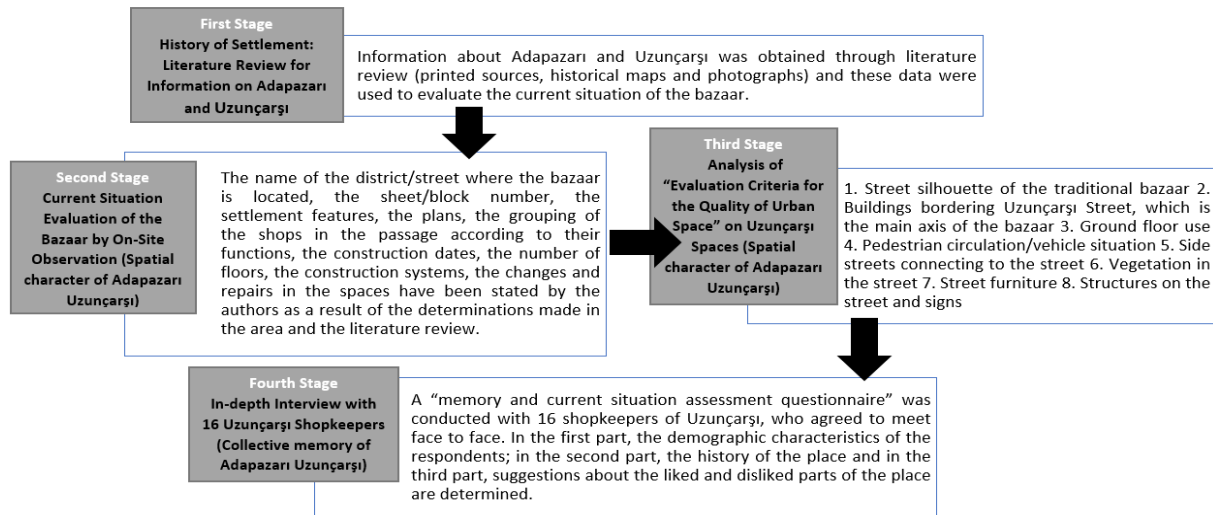 First Stage
History of Settlement:
Literature Review for
Information on Adapazarı
and Uzunçarşı
Information about Adapazarı and Uzunçarşı was obtained through literature
review (printed sources, historical maps and photographs) and these data were
used to evaluate the current situation of the bazaar.
Second Stage
Current Situation
Evaluation of the
Bazaar by On-Site
Observation (Spatial
character of Adapazarı
Uzunçarşı)
The name of the district/street where the bazaar
is located, the sheet/block number, the
settlement features, the plans, the grouping of
the shops in the passage according to their
functions, the construction dates, the number of
floors, the construction systems, the changes and
repairs in the spaces have been stated by the
authors as a result of the determinations made in
the area and the literature review.
Third Stage
Analysis of
“Evaluation Criteria for
the Quality of Urban
Space” on Uzunçarşı
Spaces (Spatial
character of Adapazarı
Uzunçarşı)
1. Street silhouette of the traditional bazaar 2.
Buildings bordering Uzunçarşı Street, which is
the main axis of the bazaar 3. Ground floor use
4. Pedestrian circulation/vehicle situation 5. Side
streets connecting to the street 6. Vegetation in
the street 7. Street furniture 8. Structures on the
street and signs
Fourth Stage
In-depth Interview with
16 Uzunçarşı Shopkeepers
(Collective memory of
Adapazarı Uzunçarşı)
A “memory and current situation assessment questionnaire” was
conducted with 16 shopkeepers of Uzunçarşı, who agreed to meet
face to face. In the first part, the demographic characteristics of the
respondents; in the second part, the history of the place and in the
third part, suggestions about the liked and disliked parts of the place
are determined.